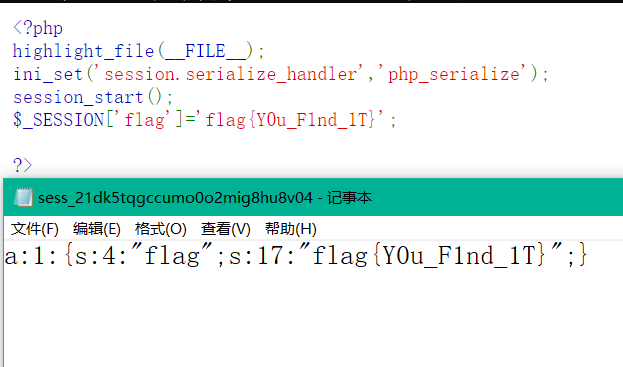 <?php
highlight_file(__FILE__);
ini_set('session.serialize_handler','php_serialize');
session_start();
$_SESSION['flag']='flag{Y0u_F1nd_1T}';
?>
sess_21dk5tqgccumo0o2mig8hu8v04 - 记事本
文件(F) 编辑(E) 格式(O) 查看(V) 帮助(H)
a:1:{s:4:"flag";s:17:"flag{Y0u_F1nd_1T}";}